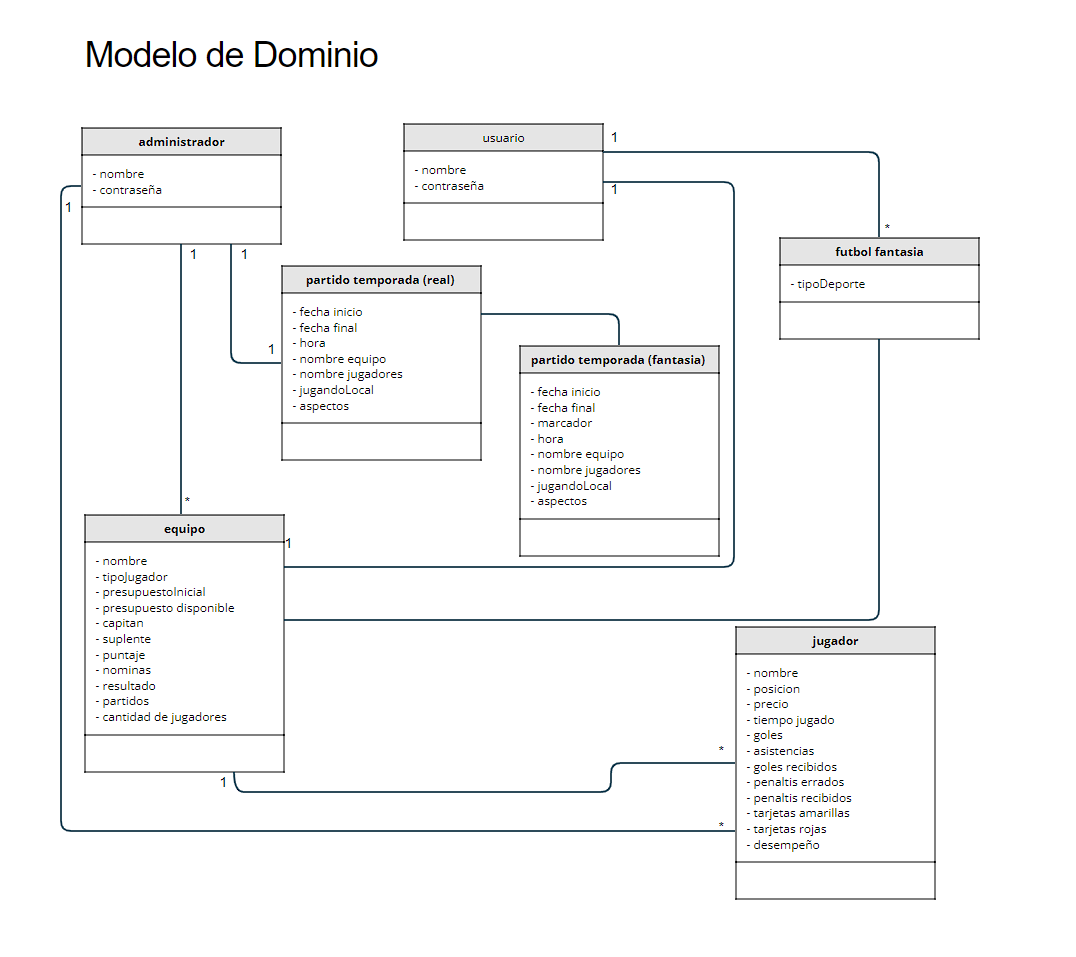 Modelo de Dominio
administrador
- nombre
- contraseña
1
1
1
usuario
- nombre
- contraseña
1
1
*
futbol fantasia
- tipoDeporte
partido temporada (real)
- fecha inicio
- fecha final
- hora
- nombre equipo
- nombre jugadores
- jugandoLocal
- aspectos
1
partido temporada (fantasia)
- fecha inicio
- fecha final
- marcador
- hora
- nombre equipo
- nombre jugadores
- jugandoLocal
- aspectos
*
equipo
1
- nombre
- tipoJugador
- presupuestoInicial
- presupuesto disponible
- capitan
- suplente
- puntaje
- nominas
- resultado
- partidos
- cantidad de jugadores
1
jugador
- nombre
- posicion
- precio
- tiempo jugado
- goles
- asistencias
- goles recibidos
- penaltis errados
- penaltis recibidos
- tarjetas amarillas
- tarjetas rojas
- desempeño
*
*